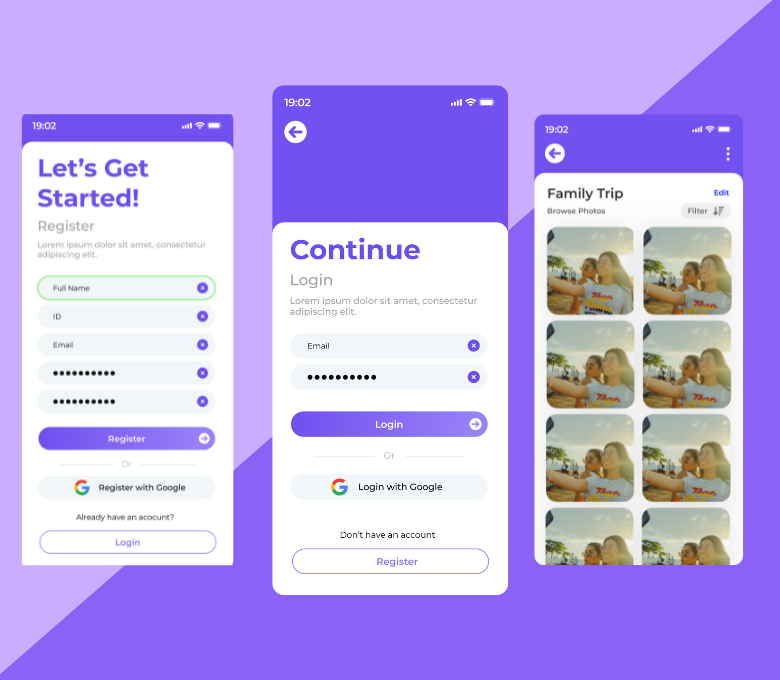 19:02
Let's Get
Started!
Register
Lorem ipsum dolor sit amet, consectetur
adipiscing elit.
Full Name
ID
Email
Register
Or
Register with Google
Already have an acocunt?
Login
19:02
Continue
Login
Lorem ipsum dolor sit amet, consectetur
adipiscing elit.
Email
Login
Or
Login with Google
Don't have an account
Register
19:02
Family Trip
Edit
Browse Photos
Filter